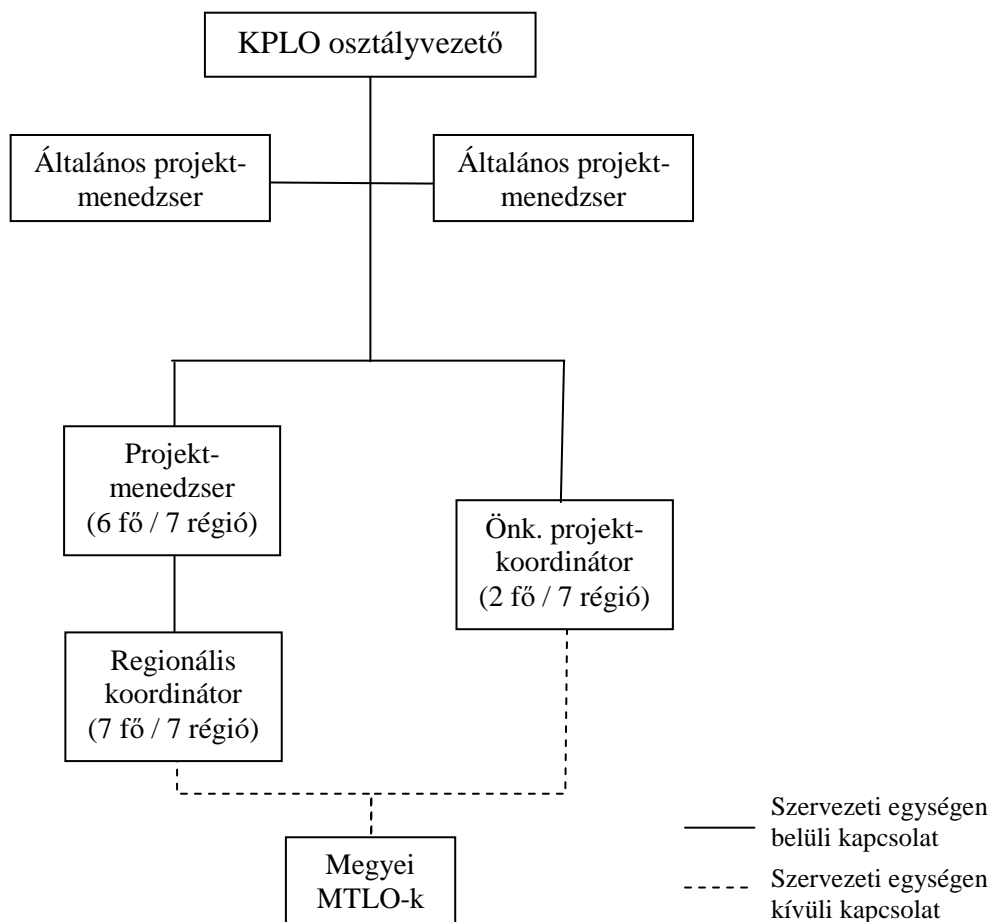 KPLO osztályvezető
Általános projekt-
menedzser
Általános projekt-
menedzser
Projekt-
menedzser
(6 fő / 7 régió)
Önk. projekt-
koordinátor
(2 fő / 7 régió)
Regionális
koordinátor
(7 fő / 7 régió)
Megyei
MTLO-k
Szervezeti egységen
belüli kapcsolat
Szervezeti egységen
kívüli kapcsolat